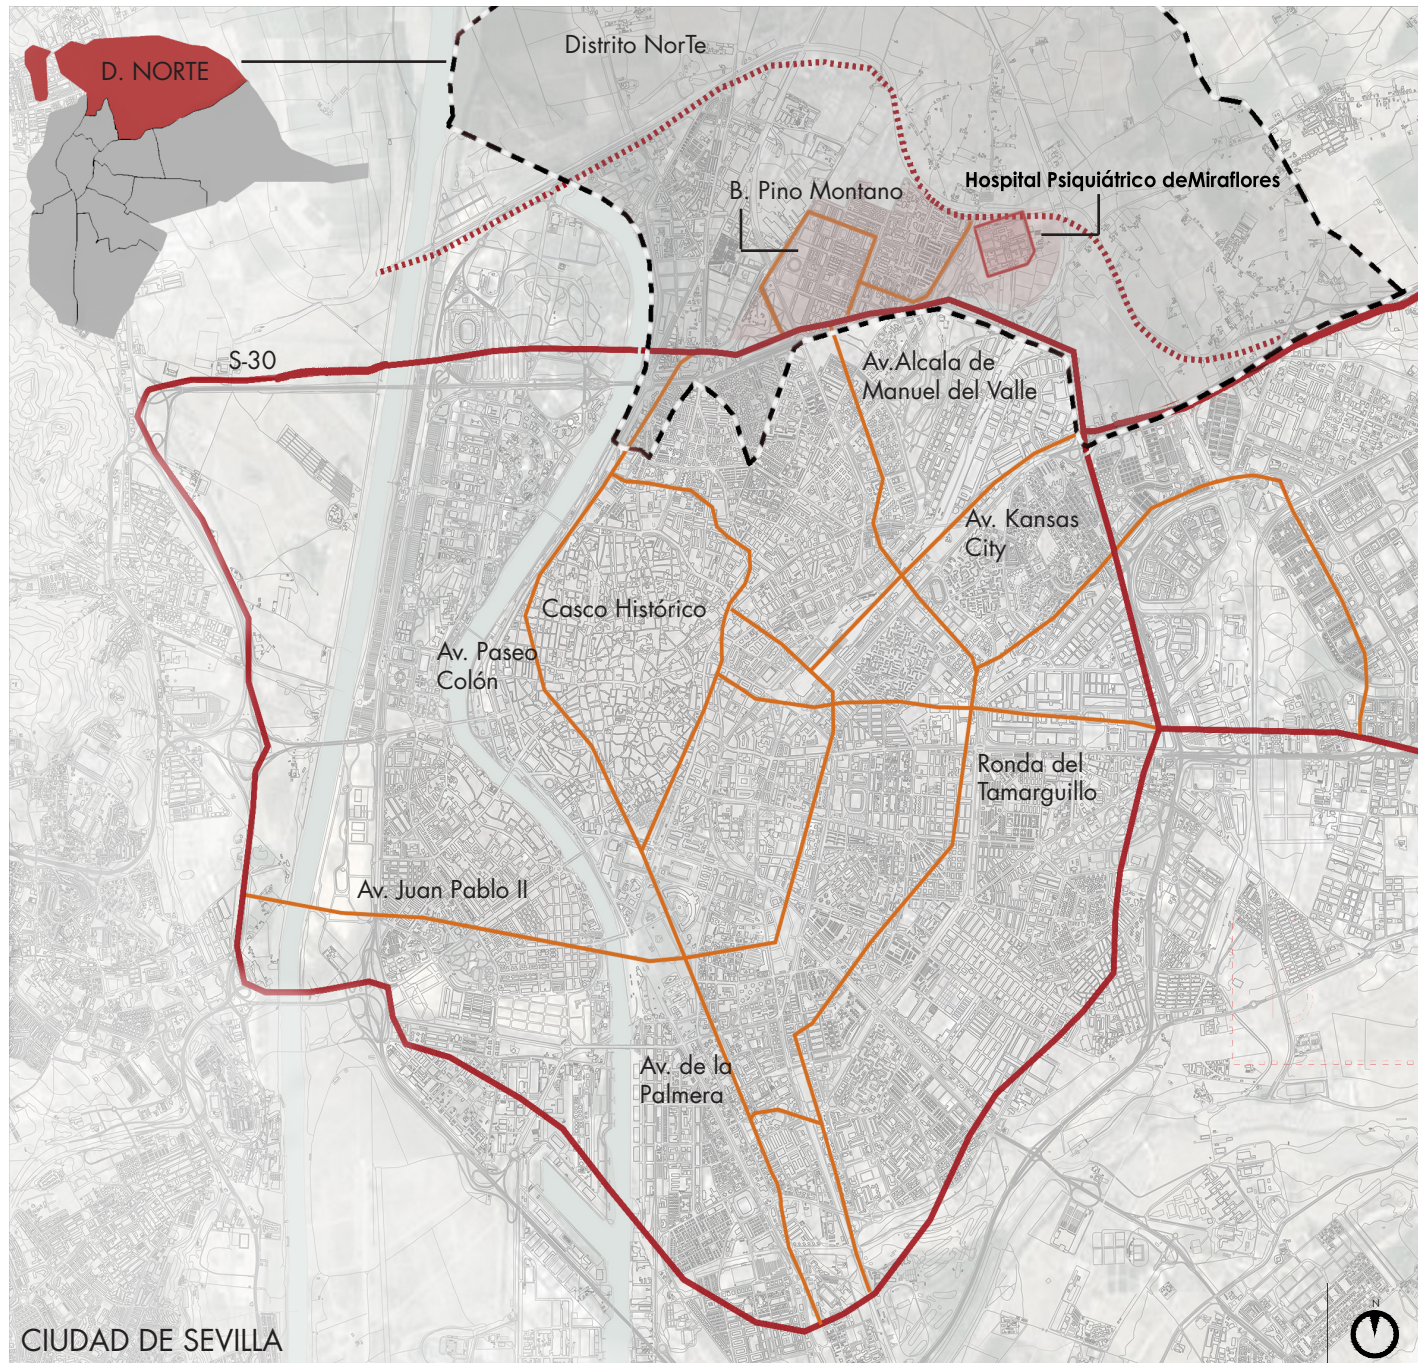 Distrito NorTe
D. NORTE
Hospital Psiquiátrico deMiraflores
B. Pino Montano
S-30
Av.Alcala de
Manuel del Valle
Av. Kansas
City
Casco Histórico
Av. Paseo
Colón
Ronda del
Tamarguillo
Av. Juan Pablo II
Av. de la
Palmera
CIUDAD DE SEVILLA
N